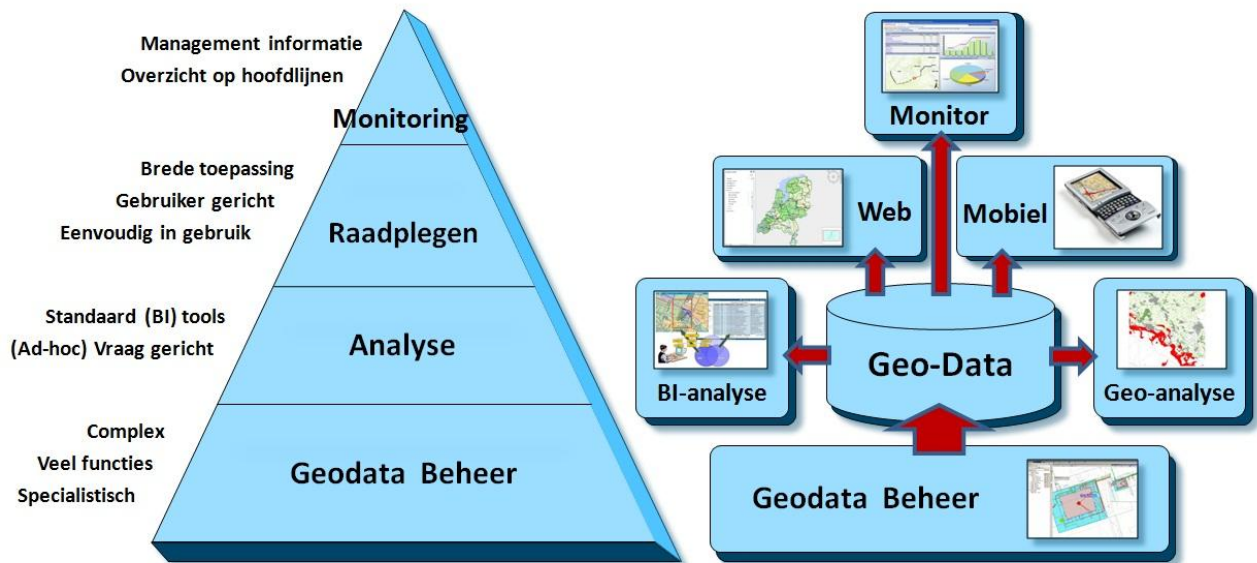 Management informatie
Overzicht op hoofdlijnen
Monitoring
Brede toepassing
Gebruiker gericht
Eenvoudig in gebruik
Raadplegen
Standaard (BI) tools
(Ad-hoc) Vraag gericht
Analyse
Complex
Veel functies
Specialistisch
Geodata Beheer
Monitor
Web
Mobiel
BI-analyse
Geo-Data
Geo-analyse
Geodata Beheer